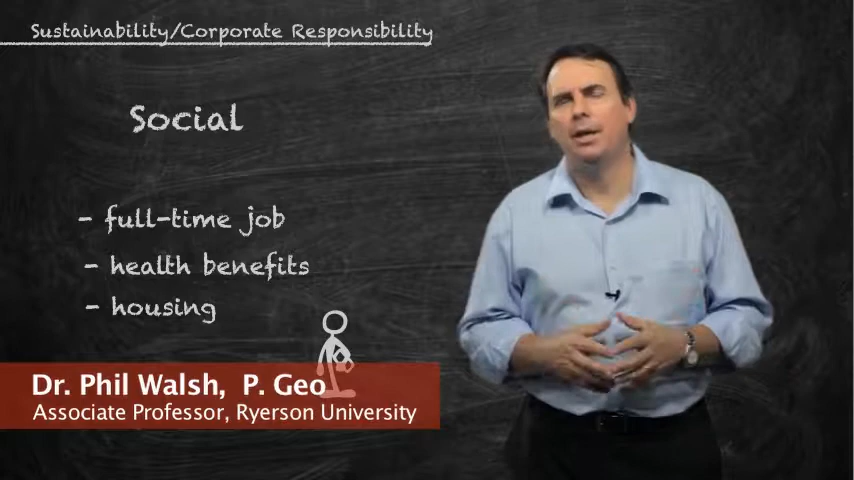 Sustainability/Corporate Responsibility
Social
- full-time job
- health benefits
- housing
Dr. Phil Walsh, P. Geo
Associate Professor, Ryerson University